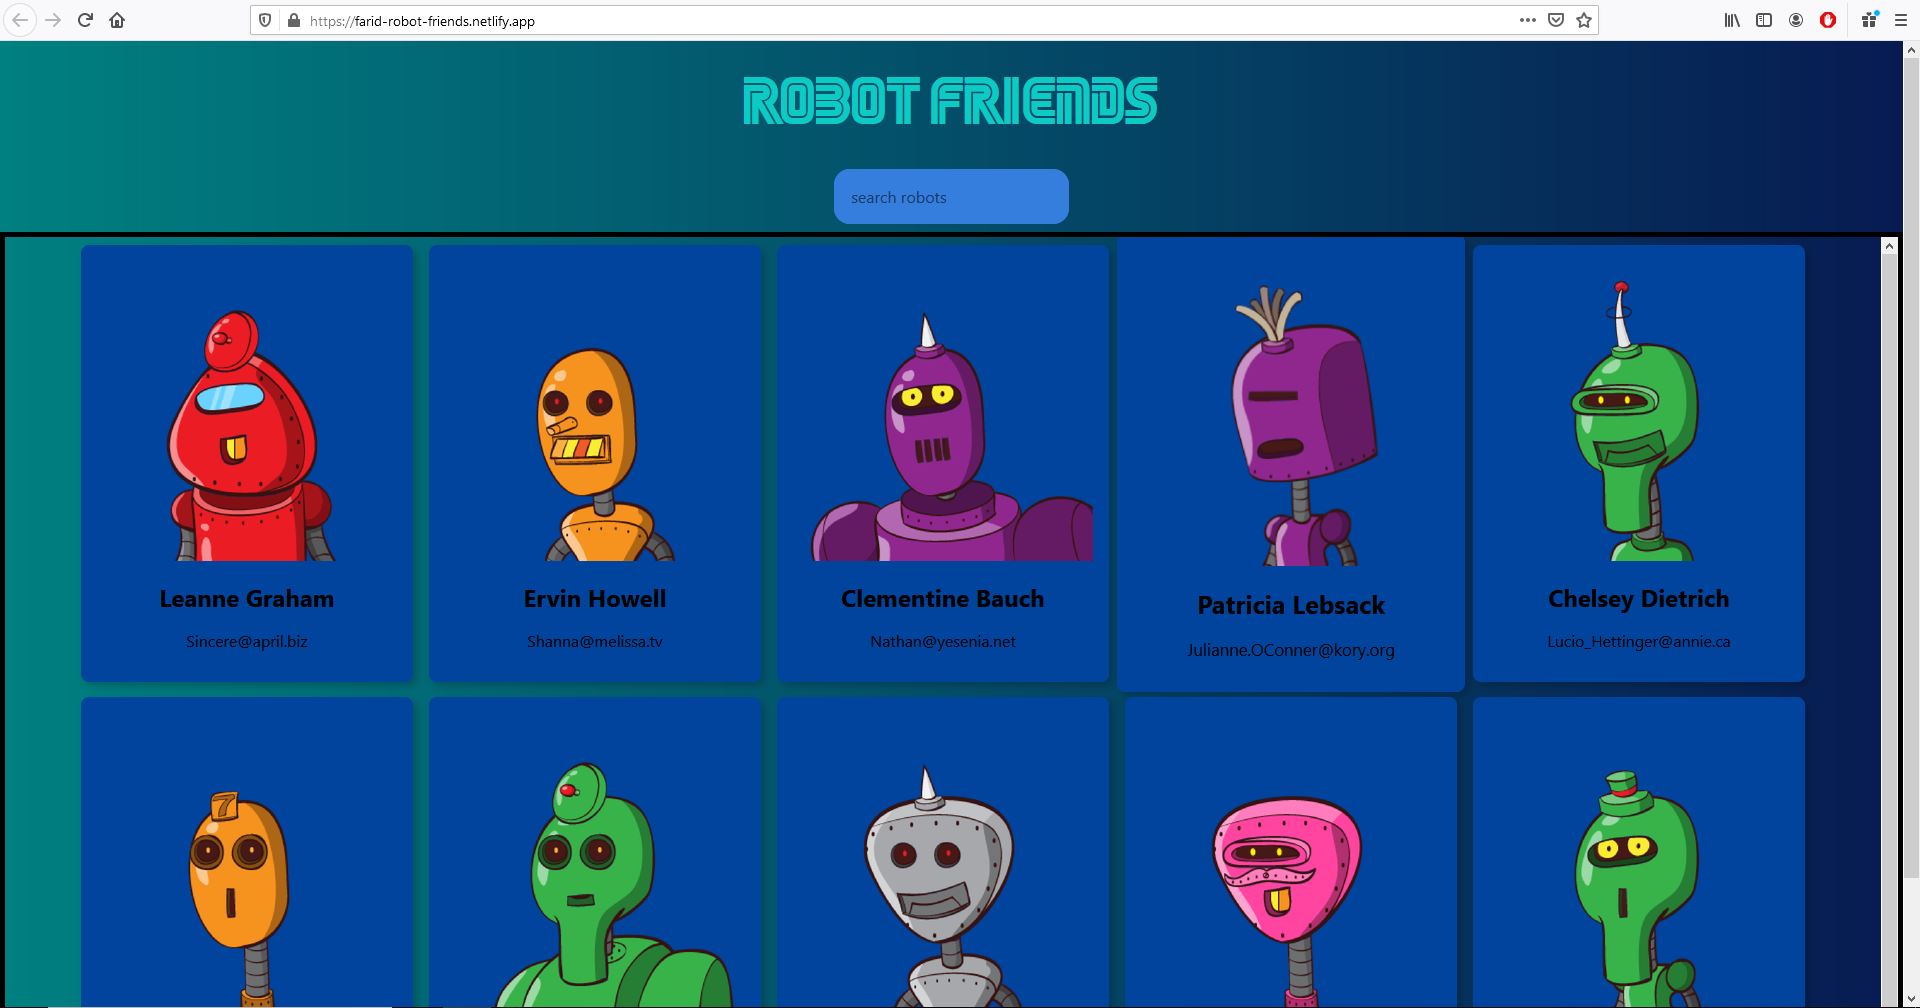 https://farid-robot-friends.netlify.app
ROBOT FRIENDS
search robots
Leanne Graham
Sincere@april.biz
Ervin Howell
Shanna@melissa.tv
Clementine Bauch
Nathan@yesenia.net
Patricia Lebsack
Julianne.OConner@kory.org
Chelsey Dietrich
Lucio_Hettinger@annie.ca
7